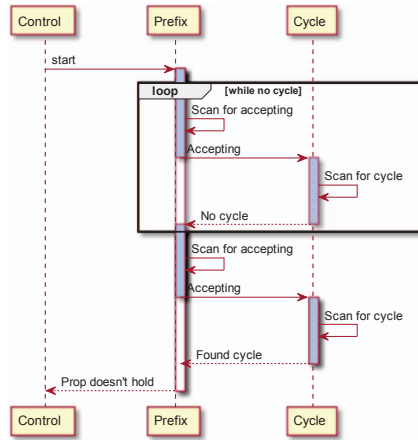 Control Prefix Cycle
start
loop [while no cycle]
Scan for accepting
Accepting
Scan for cycle
No cycle
Scan for accepting
Accepting
Scan for cycle
Found cycle
Prop doesn't hold
Control Prefix Cycle